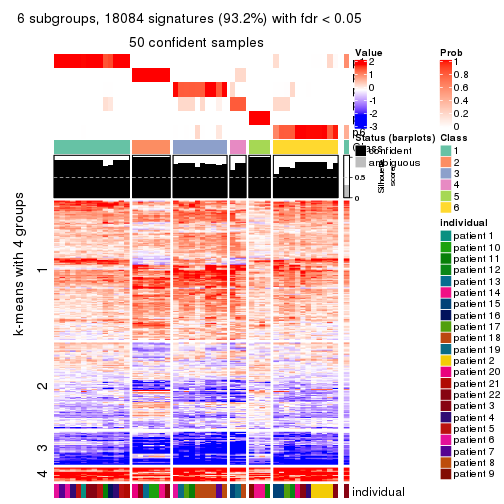 6 subgroups, 18084 signatures (93.2%) with fdr < 0.05
50 confident samples
k-means with 4 groups
1
2
3
4
individual
1
0.5
0
Silhouette
score
Value
2
1
0
-1
-2
-3
Status (barplots)
confident
ambiguous
Prob
1
0.8
0.6
0.4
0.2
0
Class
1
2
3
4
5
6
individual
patient 1
patient 10
patient 11
patient 12
patient 13
patient 14
patient 15
patient 16
patient 17
patient 18
patient 19
patient 2
patient 20
patient 21
patient 22
patient 3
patient 4
patient 5
patient 6
patient 7
patient 8
patient 9